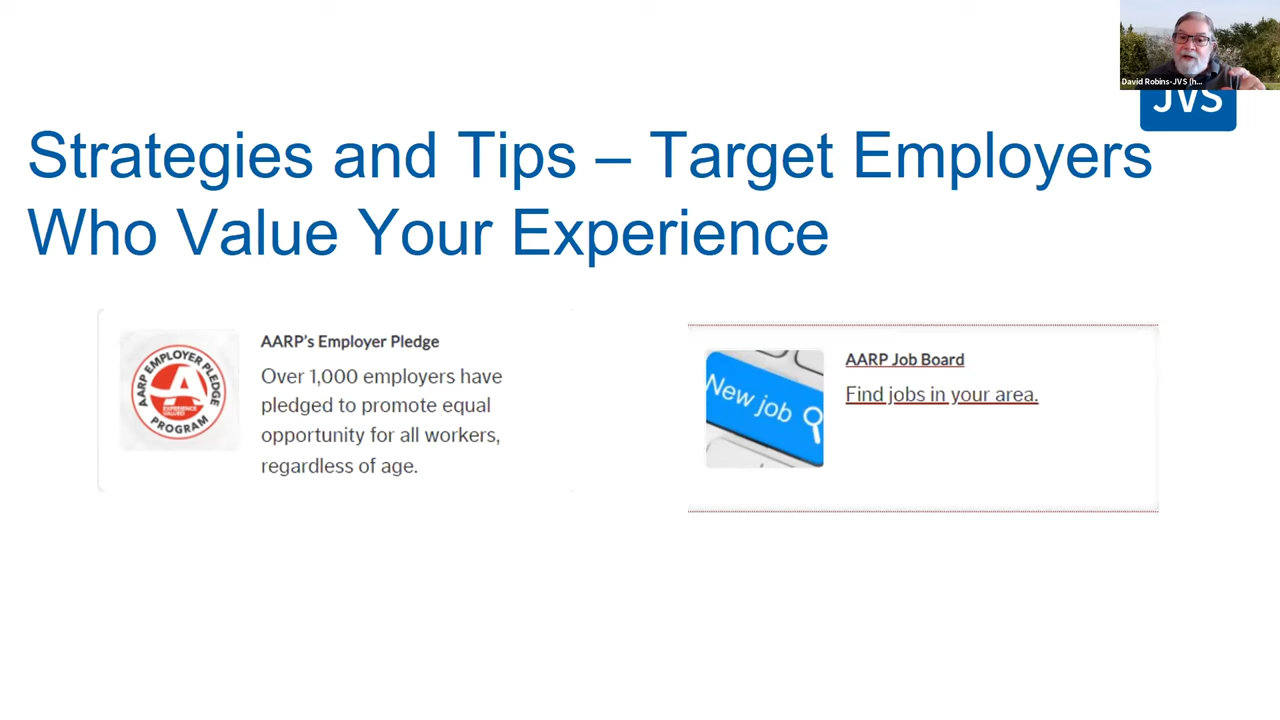 David Robins-JVS (h...
JVS
Strategies and Tips – Target Employers
Who Value Your Experience
AARP EMPLOYER PLEDGE
EXPERIENCE
VALUED
PROGRAM
AARP's Employer Pledge
Over 1,000 employers have
pledged to promote equal
opportunity for all workers,
regardless of age.
New job
AARP Job Board
Find jobs in your area.